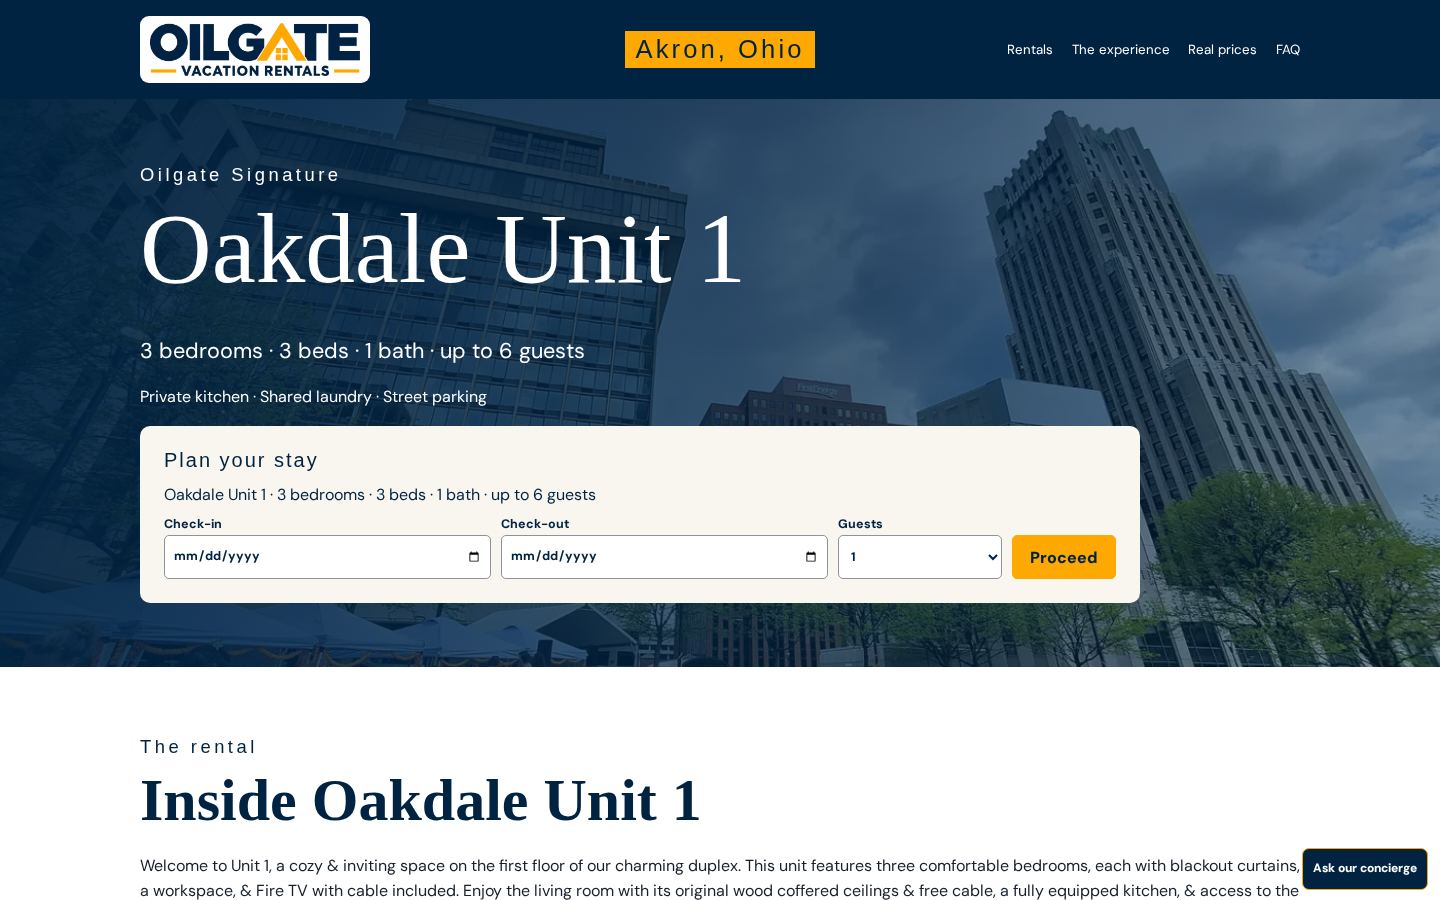 OILGATE
VACATION RENTALS
Akron, Ohio
Rentals The experience Real prices FAQ
Oilgate Signature
Oakdale Unit 1
3 bedrooms · 3 beds · 1 bath · up to 6 guests
Private kitchen · Shared laundry · Street parking
Plan your stay
Oakdale Unit 1 · 3 bedrooms · 3 beds · 1 bath · up to 6 guests
Check-in Check-out Guests
mm/dd/yyyy mm/dd/yyyy 1 Proceed
The rental
Inside Oakdale Unit 1
Welcome to Unit 1, a cozy & inviting space on the first floor of our charming duplex. This unit features three comfortable bedrooms, each with blackout curtains,
a workspace, & Fire TV with cable included. Enjoy the living room with its original wood coffered ceilings & free cable, a fully equipped kitchen, & access to the
Ask our concierge